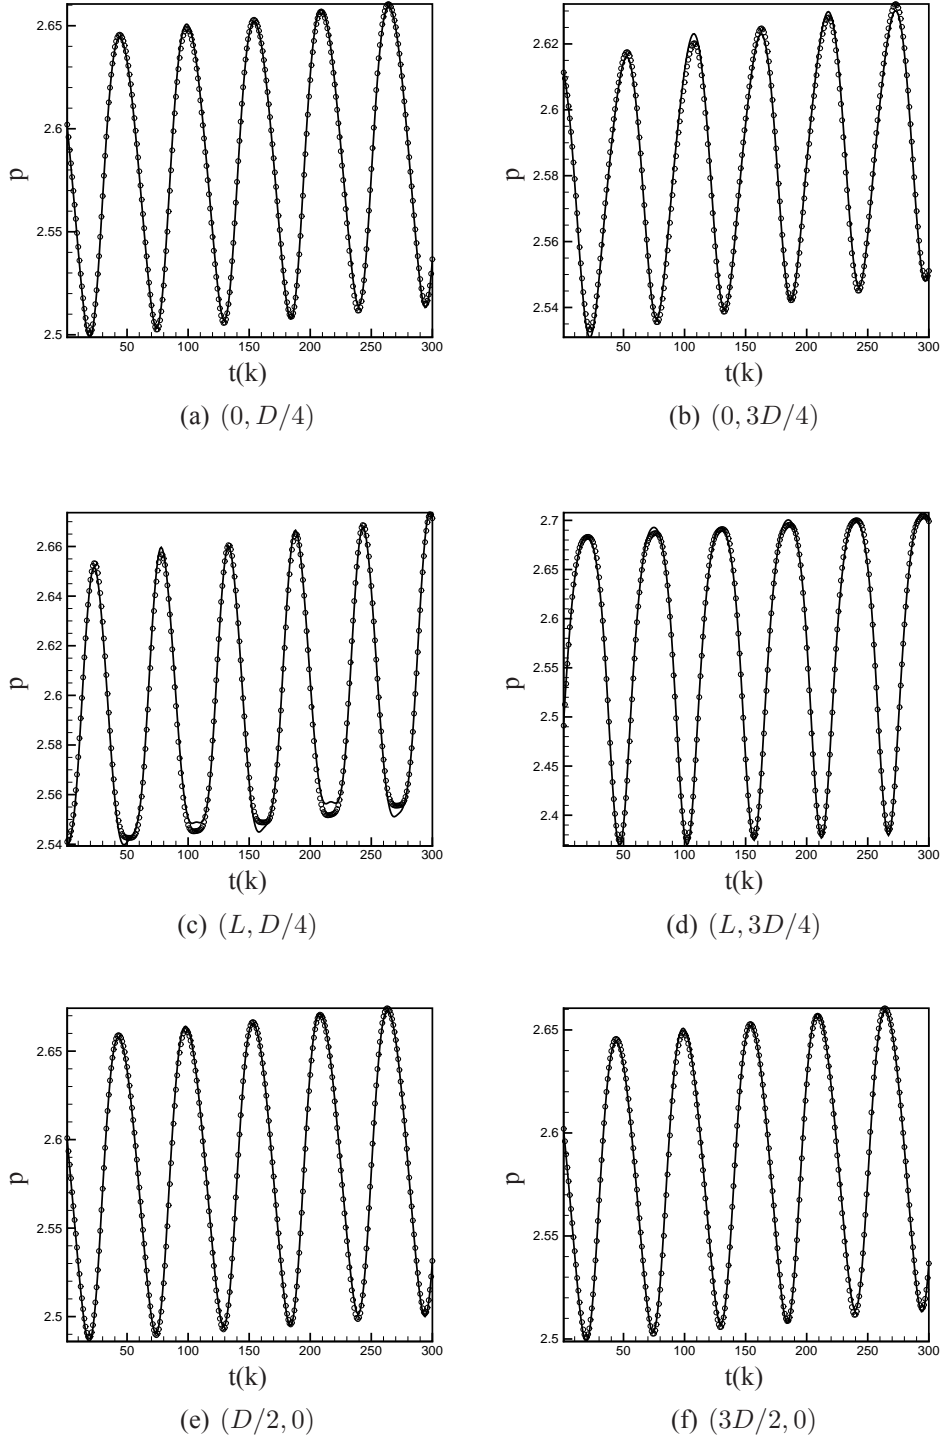 2.65
2.6
2.55
2.5
p
50 100 150 200 250 300
t(k)
(a) (0, D/4)
2.62
2.6
2.58
2.56
2.54
p
50 100 150 200 250 300
t(k)
(b) (0, 3D/4)
2.66
2.64
2.62
2.6
2.58
2.56
2.54
p
50 100 150 200 250 300
t(k)
(c) (L, D/4)
2.7
2.65
2.6
2.55
2.5
2.45
2.4
p
50 100 150 200 250 300
t(k)
(d) (L, 3D/4)
2.65
2.6
2.55
2.5
p
50 100 150 200 250 300
t(k)
(e) (D/2, 0)
2.65
2.6
2.55
2.5
p
50 100 150 200 250 300
t(k)
(f) (3D/2, 0)